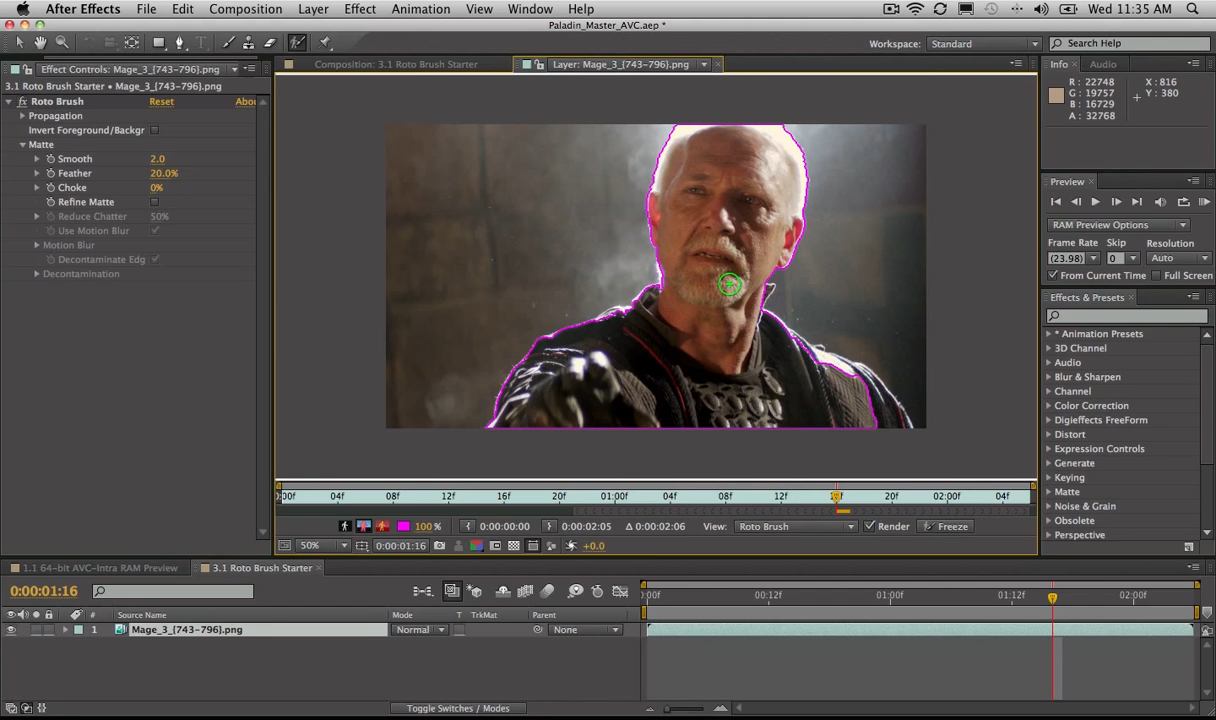 After Effects File Edit Composition Layer Effect Animation View Window Help Wed 11:35 AM
Paladin_Master_AVC.aep *
Workspace: Standard Search Help
Effect Controls: Mage_3_{743-796}.png
3.1 Roto Brush Starter • Mage_3_{743-796}.png
fx Roto Brush Reset Abou
Propagation
Invert Foreground/Backgr
Matte
Smooth 2.0
Feather 20.0%
Choke 0%
Refine Matte
Reduce Chatter 50%
Use Motion Blur
Motion Blur
Decontaminate Edg
Decontamination
Composition: 3.1 Roto Brush Starter
Layer: Mage_3_{743-796}.png
:00f 04f 08f 12f 16f 20f 01:00f 04f 08f 12f 20f 02:00f 04f
100 % 0:00:00:00 0:00:02:05 Δ 0:00:02:06 View: Roto Brush Render Freeze
50% 0:00:01:16 +0.0
Info Audio
R : 22748 X : 816
G : 19757 Y : 380
B : 16729
A : 32768
Preview
RAM Preview Options
Frame Rate Skip Resolution
(23.98) 0 Auto
From Current Time Full Screen
Effects & Presets
* Animation Presets
3D Channel
Audio
Blur & Sharpen
Channel
Color Correction
Digieffects FreeForm
Distort
Expression Controls
Generate
Keying
Matte
Noise & Grain
Obsolete
Perspective
1.1 64-bit AVC-Intra RAM Preview 3.1 Roto Brush Starter
0:00:01:16
:00f 00:12f 01:00f 01:12f 02:00f
# Source Name Mode T TrkMat Parent
1 Mage_3_{743-796}.png Normal None
Toggle Switches / Modes